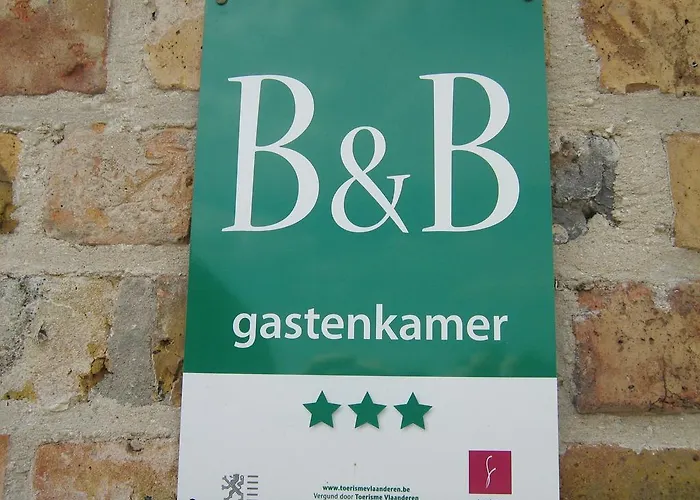 B&B
gastenkamer
www.toerismevlaanderen.be
Vergund door Toerisme Vlaanderen